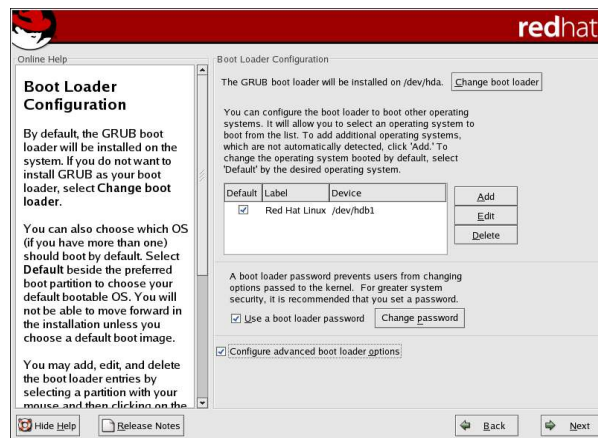 redhat
Online Help
Boot Loader
Configuration
By default, the GRUB boot
loader will be installed on the
system. If you do not want to
install GRUB as your boot
loader, select Change boot
loader.
You can also choose which OS
(if you have more than one)
should boot by default. Select
Default beside the preferred
boot partition to choose your
default bootable OS. You will
not be able to move forward in
the installation unless you
choose a default boot image.
You may add, edit, and delete
the boot loader entries by
selecting a partition with your
mouse and then clicking on the
Boot Loader Configuration
The GRUB boot loader will be installed on /dev/hda. Change boot loader
You can configure the boot loader to boot other operating
systems. It will allow you to select an operating system to
boot from the list. To add additional operating systems,
which are not automatically detected, click 'Add.' To
change the operating system booted by default, select
'Default' by the desired operating system.
Default Label Device
Red Hat Linux /dev/hdb1
Add
Edit
Delete
A boot loader password prevents users from changing
options passed to the kernel. For greater system
security, it is recommended that you set a password.
Use a boot loader password Change password
Configure advanced boot loader options
Hide Help Release Notes Back Next